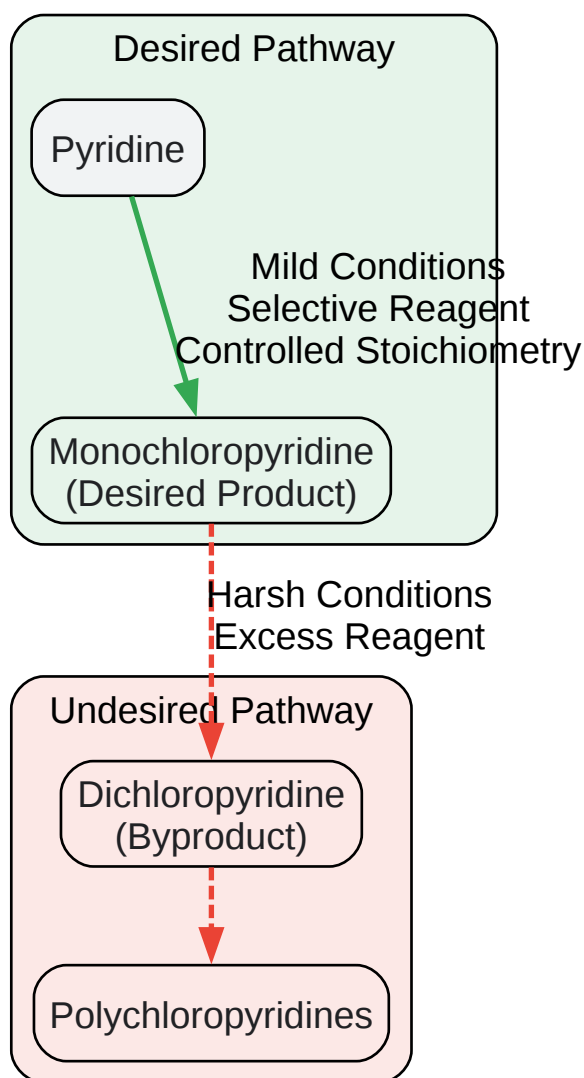 Desired Pathway
Pyridine
Mild Conditions
Selective Reagent
Controlled Stoichiometry
Monochloropyridine
(Desired Product)
Harsh Conditions
Excess Reagent
Undesired Pathway
Dichloropyridine
(Byproduct)
Polychloropyridines